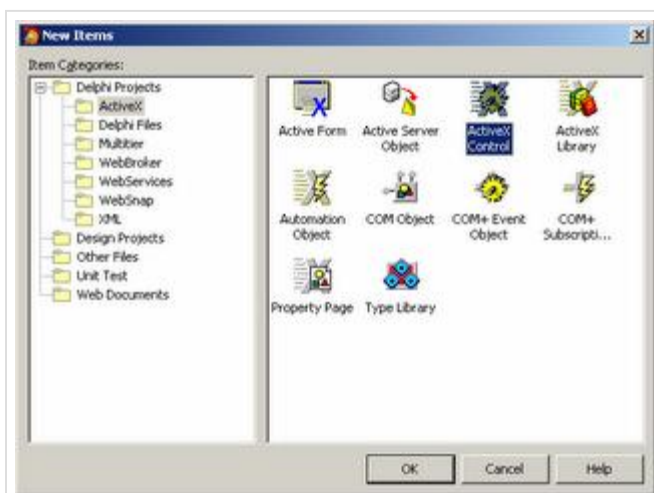 New Items
Item Categories:
Delphi Projects
ActiveX
Delphi Files
Multitier
WebBroker
WebServices
WebSnap
XML
Design Projects
Other Files
Unit Test
Web Documents
Active Form
Active Server
Object
ActiveX
Control
ActiveX
Library
Automation
Object
COM Object
COM+ Event
Object
COM+
Subscripti...
Property Page
Type Library
OK
Cancel
Help